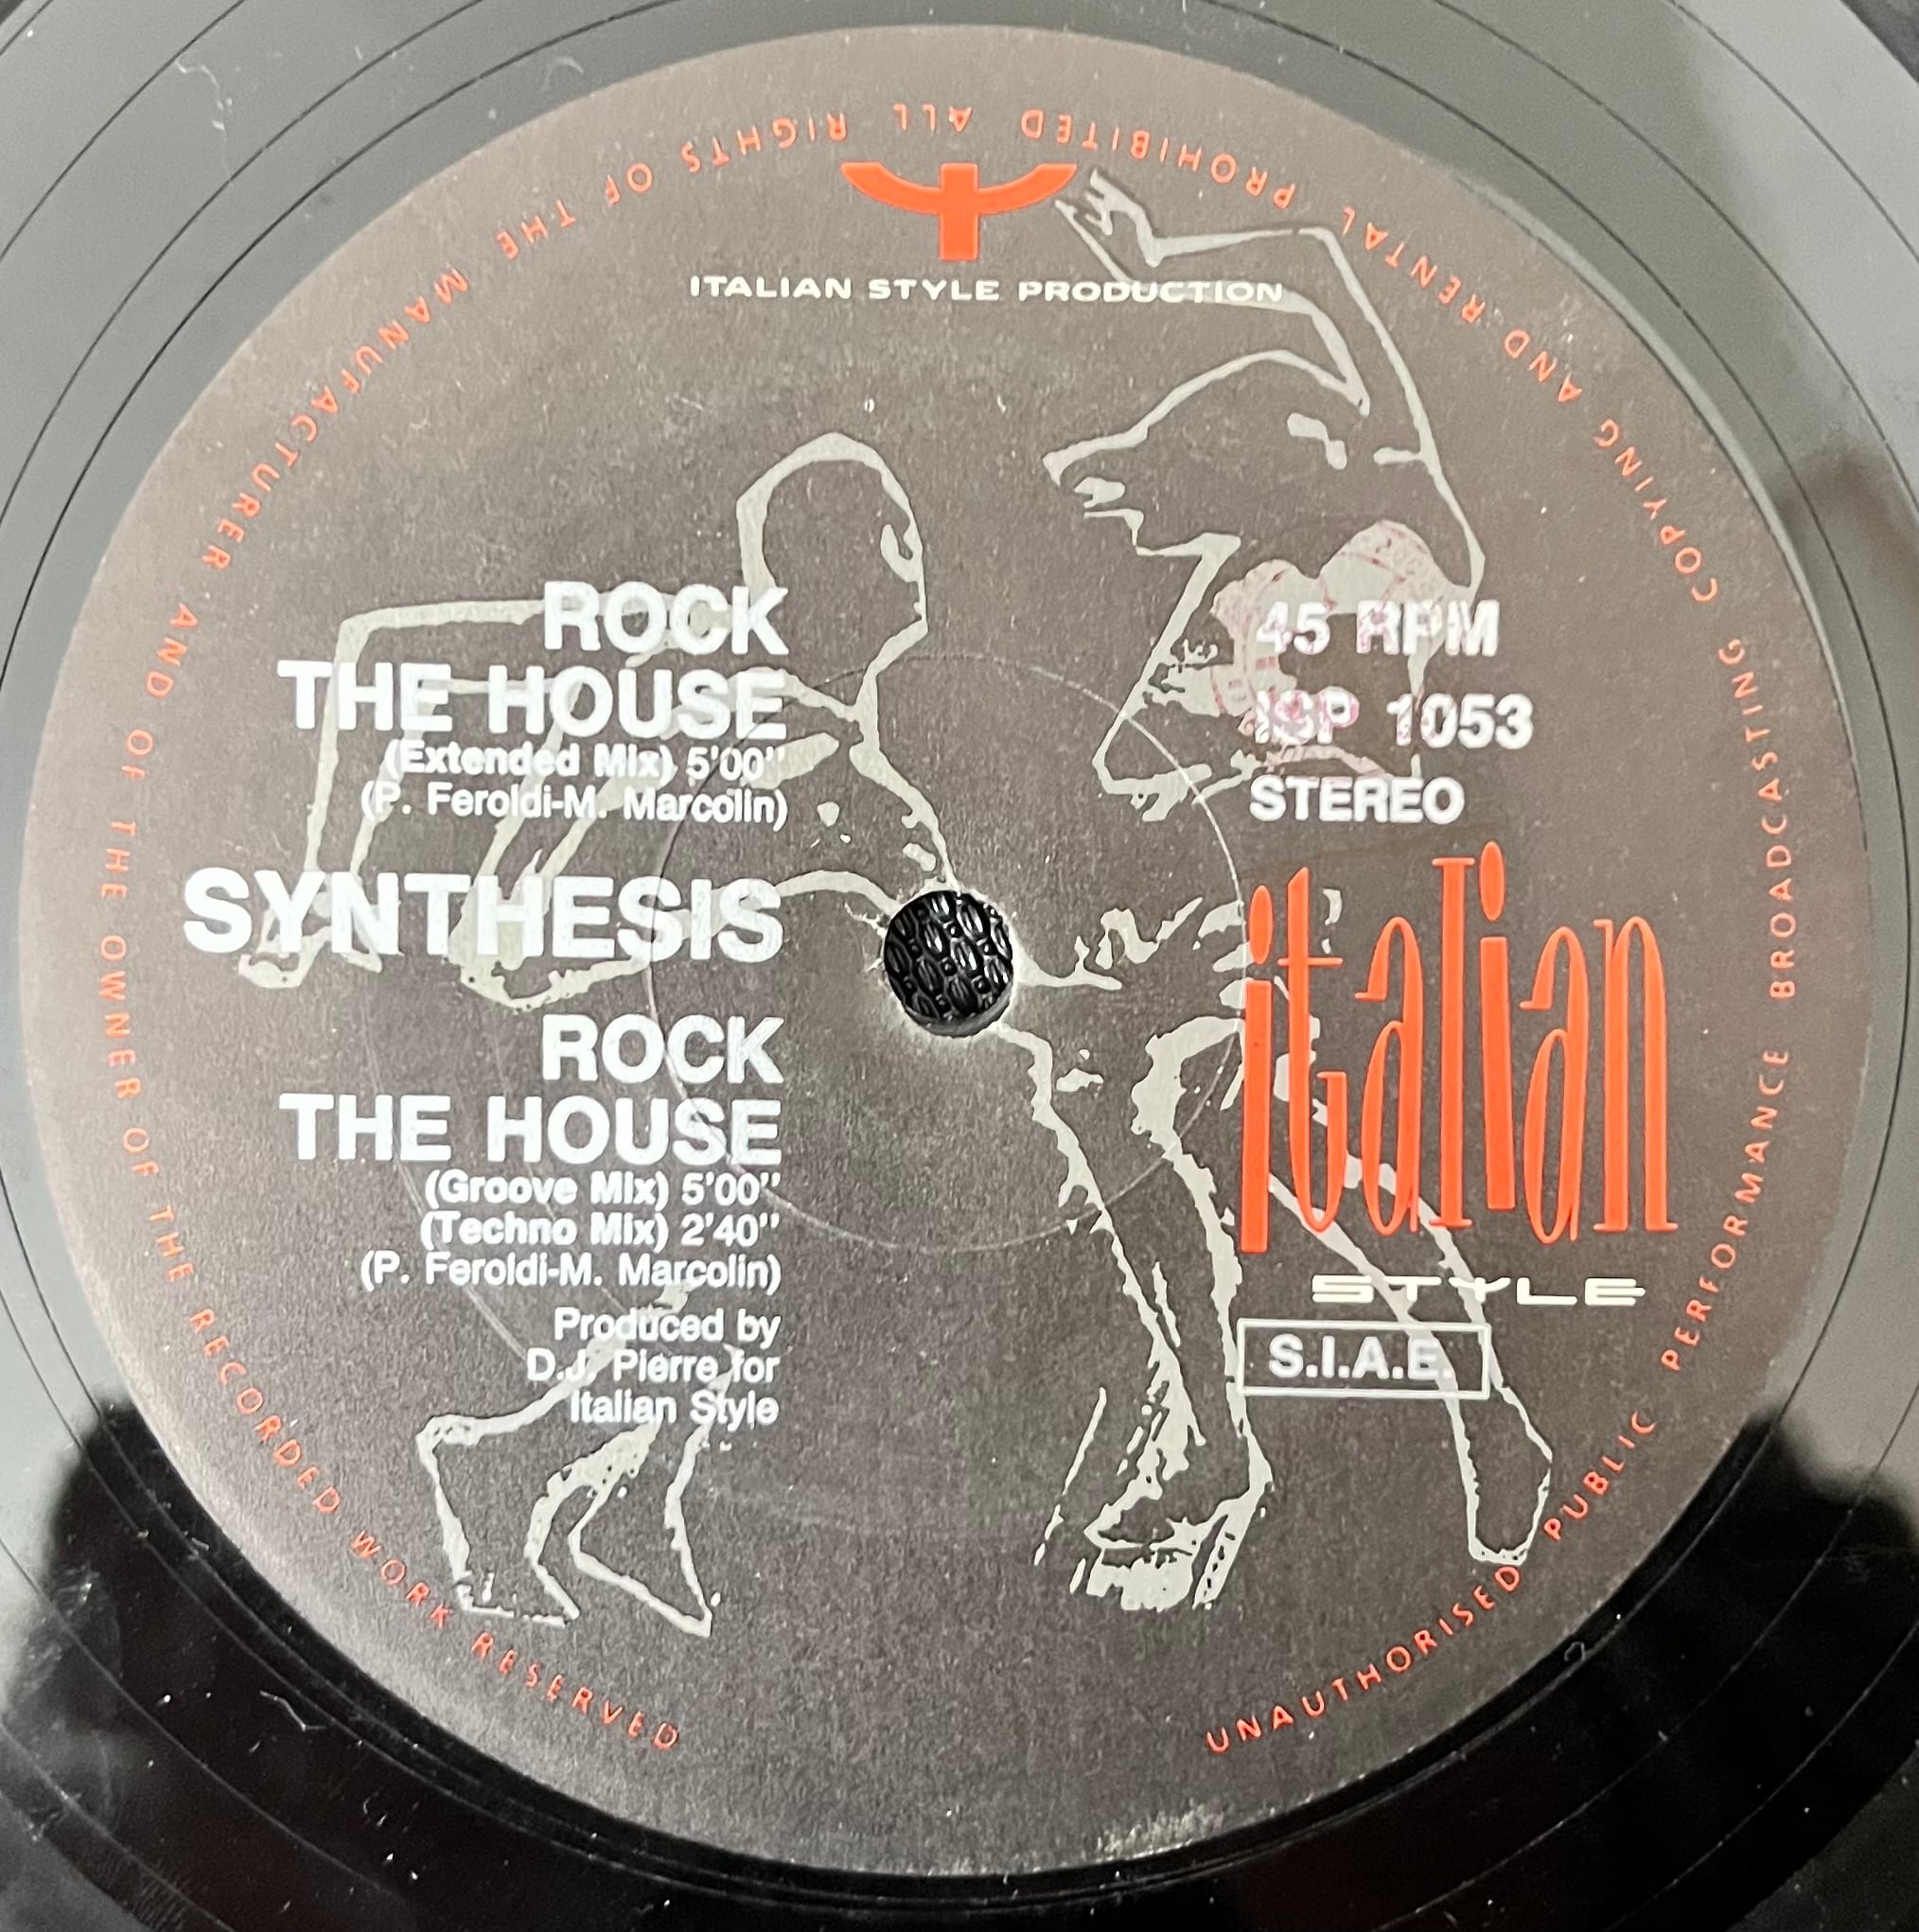 ITALIAN STYLE PRODUCTION
ROCK
THE HOUSE
(Extended Mix) 5'00"
(P. Feroldi-M. Marcolin)
SYNTHESIS
ROCK
THE HOUSE
(Groove Mix) 5'00"
(Techno Mix) 2'40"
(P. Feroldi-M. Marcolin)
Produced by
D.J. Pierre for
Italian Style
45 RPM
ISP 1053
STEREO
italian
STYLE
S.I.A.E.
UNAUTHORISED PUBLIC PERFORMANCE BROADCASTING COPYING AND RENTAL PROHIBITED ALL RIGHTS OF THE MANUFACTURER AND OF THE OWNER OF THE RECORDED WORK RESERVED